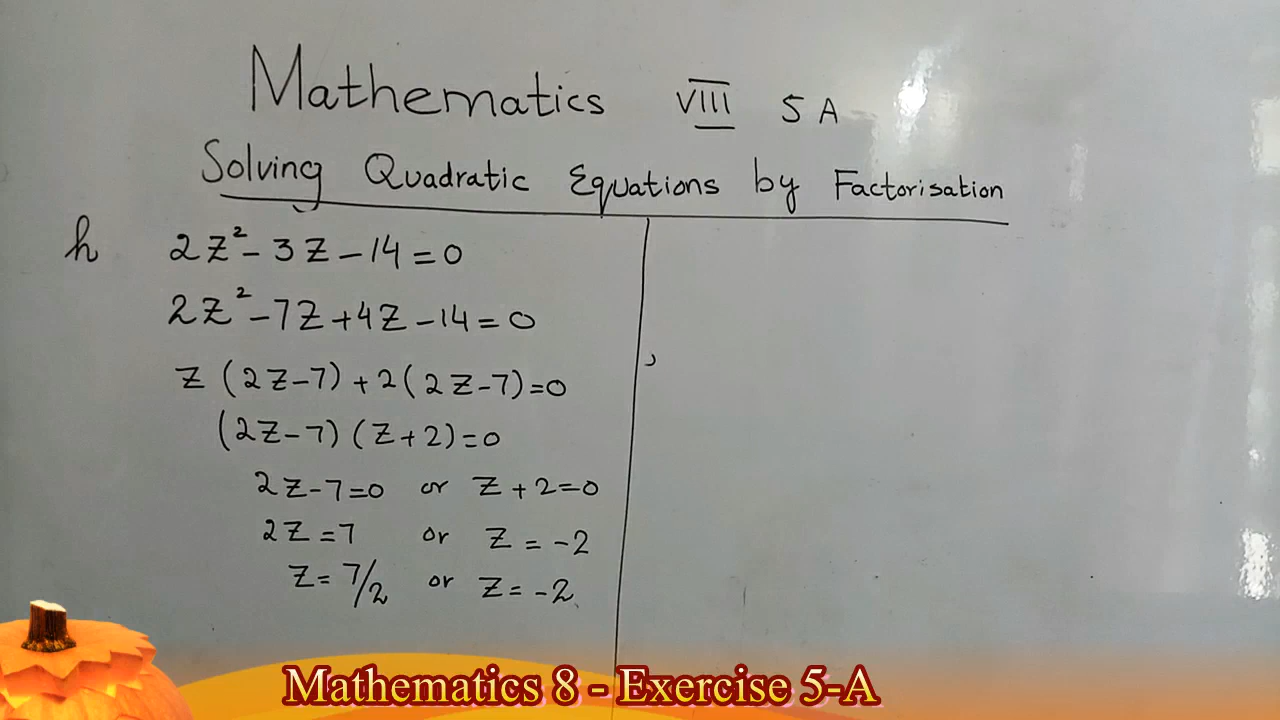 Mathematics VIII 5 A
Solving Quadratic Equations by Factorisation
h 2Z² - 3Z - 14 = 0
2Z² - 7Z + 4Z - 14 = 0
Z (2Z - 7) + 2(2Z - 7) = 0
(2Z - 7) (Z + 2) = 0
2Z - 7 = 0 or Z + 2 = 0
2Z = 7 or Z = -2
Z = 7/2 or Z = -2
Mathematics 8 - Exercise 5-A